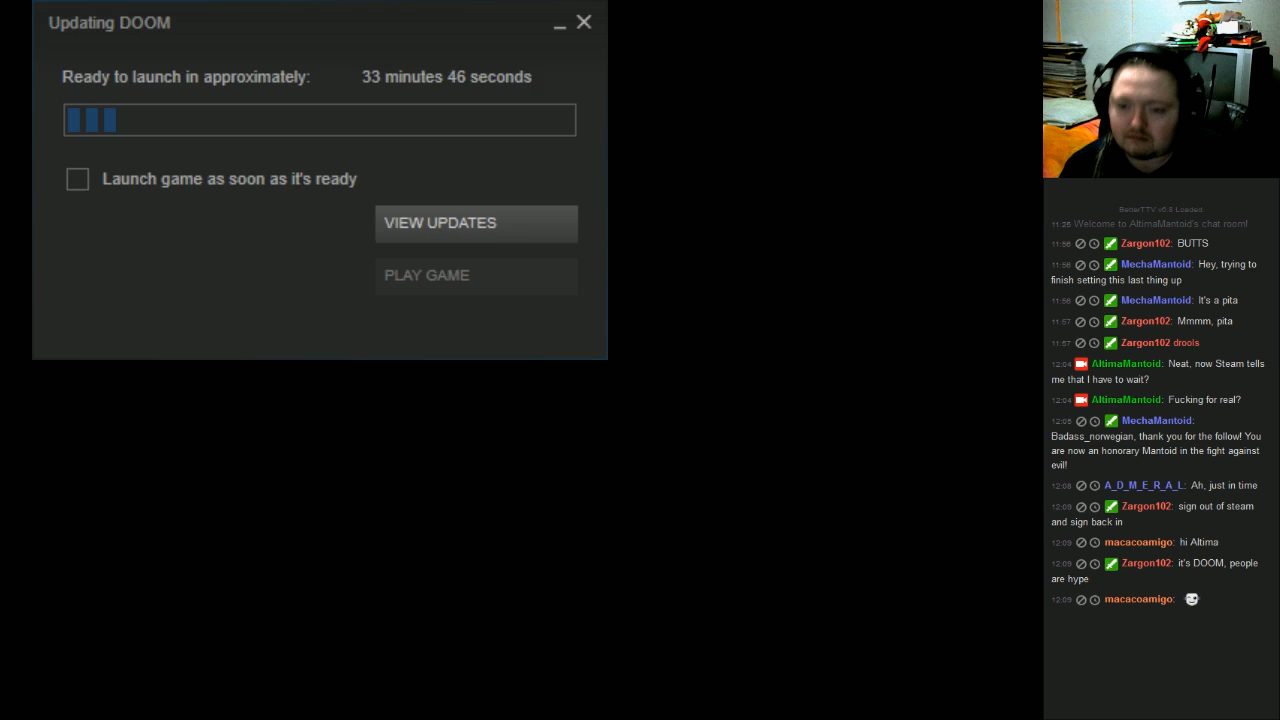 Updating DOOM
Ready to launch in approximately: 33 minutes 46 seconds
Launch game as soon as it's ready
VIEW UPDATES
PLAY GAME
BetterTTV v6.8 Loaded
11:25 Welcome to AltimaMantoid's chat room!
11:56 Zargon102: BUTTS
11:56 MechaMantoid: Hey, trying to
finish setting this last thing up
11:56 MechaMantoid: It's a pita
11:57 Zargon102: Mmmm, pita
11:57 Zargon102 drools
12:04 AltimaMantoid: Neat, now Steam tells
me that I have to wait?
12:04 AltimaMantoid: Fucking for real?
12:05 MechaMantoid:
Badass_norwegian, thank you for the follow! You
are now an honorary Mantoid in the fight against
evil!
12:08 A_D_M_E_R_A_L: Ah, just in time
12:09 Zargon102: sign out of steam
and sign back in
12:09 macacoamigo: hi Altima
12:09 Zargon102: it's DOOM, people
are hype
12:09 macacoamigo: